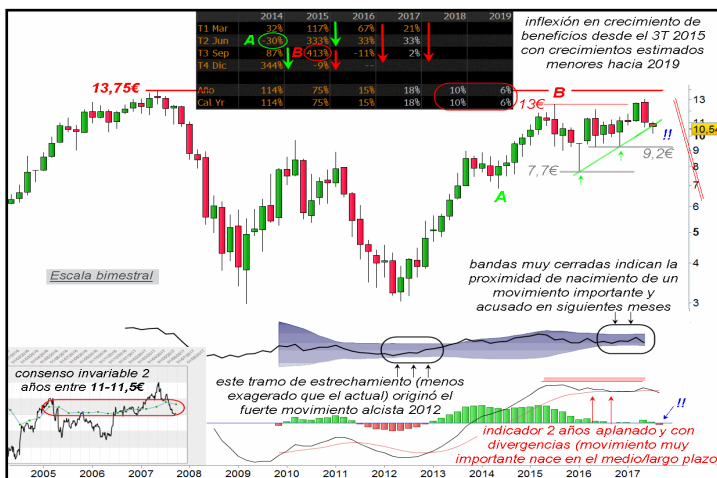 2014 2015 2016 2017 2018 2019
T1 Mar 32% 117% 67% 21%
A T2 Jun -30% 333% 33% 33%
T3 Sep 87% B 413% -11% 2%
T4 Dic 344% -9% --
Año 114% 75% 15% 18% 10% 6%
Cal Yr 114% 75% 15% 18% 10% 6%
inflexión en crecimiento de
beneficios desde el 3T 2015
con crecimientos estimados
menores hacia 2019
13,75€
13€
B
!!
9,2€
7,7€
A
13
12
11
10,54
9
8
7
6
5
4
3
Escala bimestral
bandas muy cerradas indican la
proximidad de nacimiento de un
movimiento importante y
acusado en siguientes meses
consenso invariable 2
años entre 11-11,5€
este tramo de estrechamiento (menos
exagerado que el actual) originó el
fuerte movimiento alcista 2012
!!
indicador 2 años aplanado y con
divergencias (movimiento muy
importante nace en el medio/largo plazo
2005 2006 2007 2008 2009 2010 2011 2012 2013 2014 2015 2016 2017